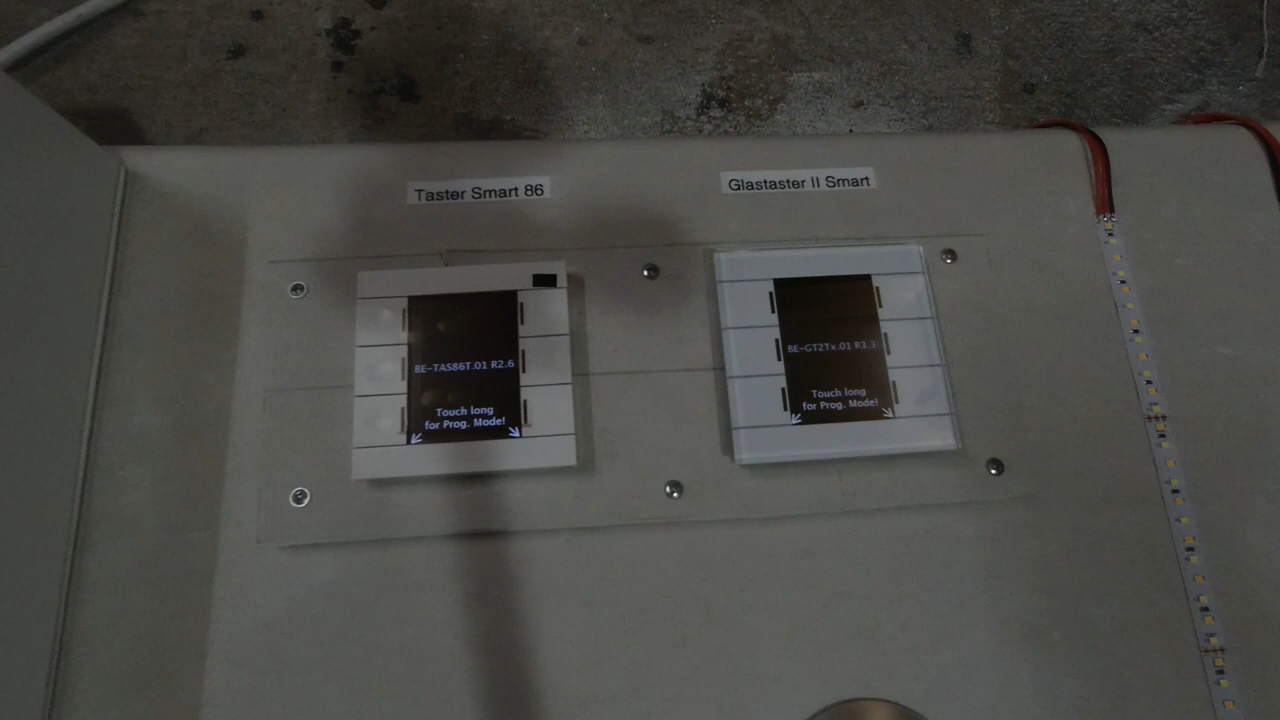 Taster Smart 86
Glastaster II Smart
BE-TAS86T.01 R2.6
Touch long
for Prog. Mode!
BE-GT2Tx.01 R3.3
Touch long
for Prog. Mode!